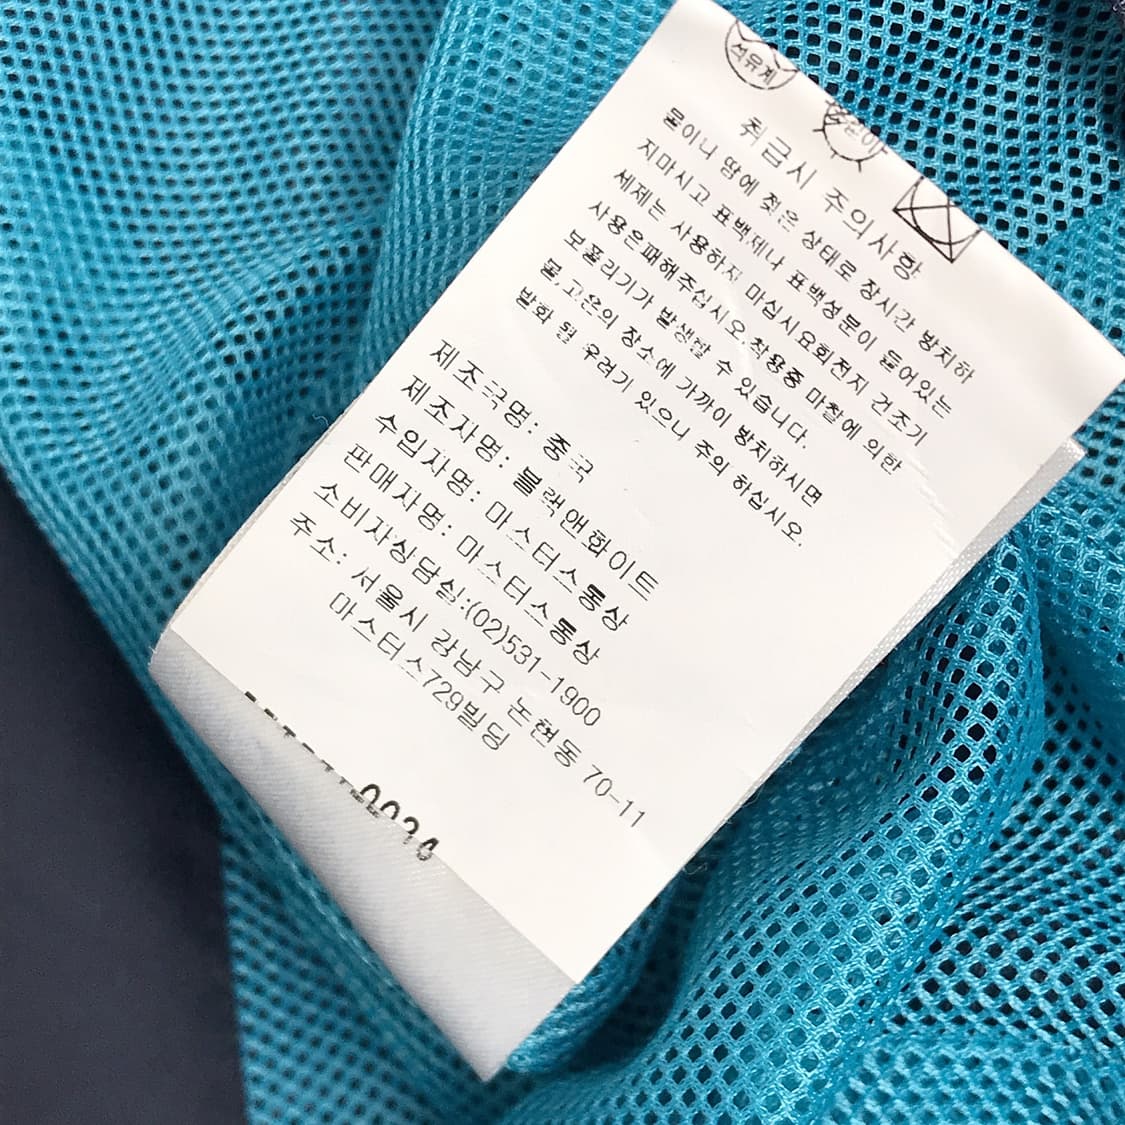 석유계
취급시 주의사항
물이니 땀에 젖은 상태로 장시간 방치하
지마시고 표백제나 표백성분이 들어있는
세제는 사용하지 마십시요회전지 건조기
사용은패해주십시오.착용중 마찰에 의한
보풀리기가 발생할 수 있습니다.
불,고온의 장소에 가까이 방치하시면
발화 될 우려기 있으니 주의 하십시오.
제조국명: 중국
제조자명: 블랙앤화이트
수입자명: 마스터스통상
판매자명: 마스터스통상
소비자상담실:(02)531-1900
주소: 서울시 강남구 논현동 70-11
마스터스729빌딩